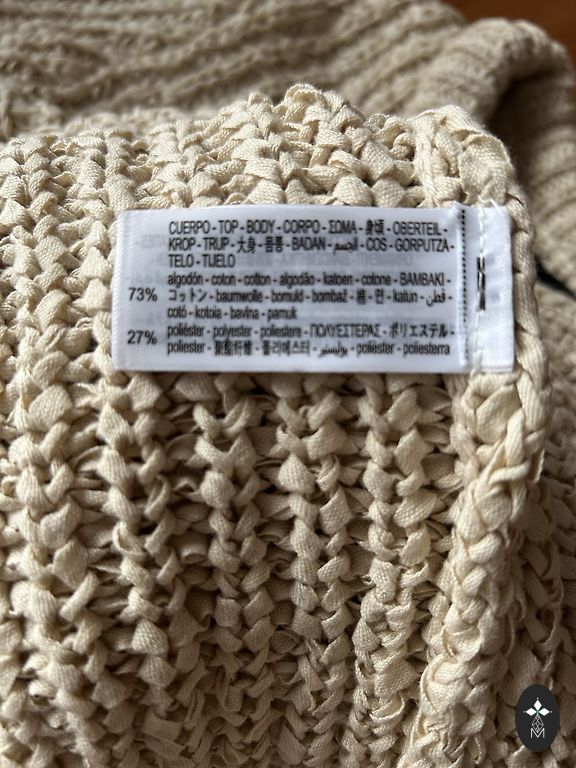 CUERPO - TOP - BODY - CORPO - ΣΩΜΑ - 身頃 - OBERTEIL -
KROP - TRUP - 大身 - 몸통 - BADAN - الجسم - COS - GORPUTZA -
TELO - TIJELO
algodón - coton - cotton - algodão - katoen - cotone - BAMBAKI -
73% コットン - baumwolle - bomuld - bombaž - 棉 - 면 - katun - قطن -
cotó - kotoia - bavlna - pamuk
27% poliéster - polyester - poliestere - ΠΟΛΥΕΣΤΕΡΑΣ - ポリエステル -
poliester - 聚酯纤维 - 폴리에스터 - بوليستر - polièster - poliesterra
M